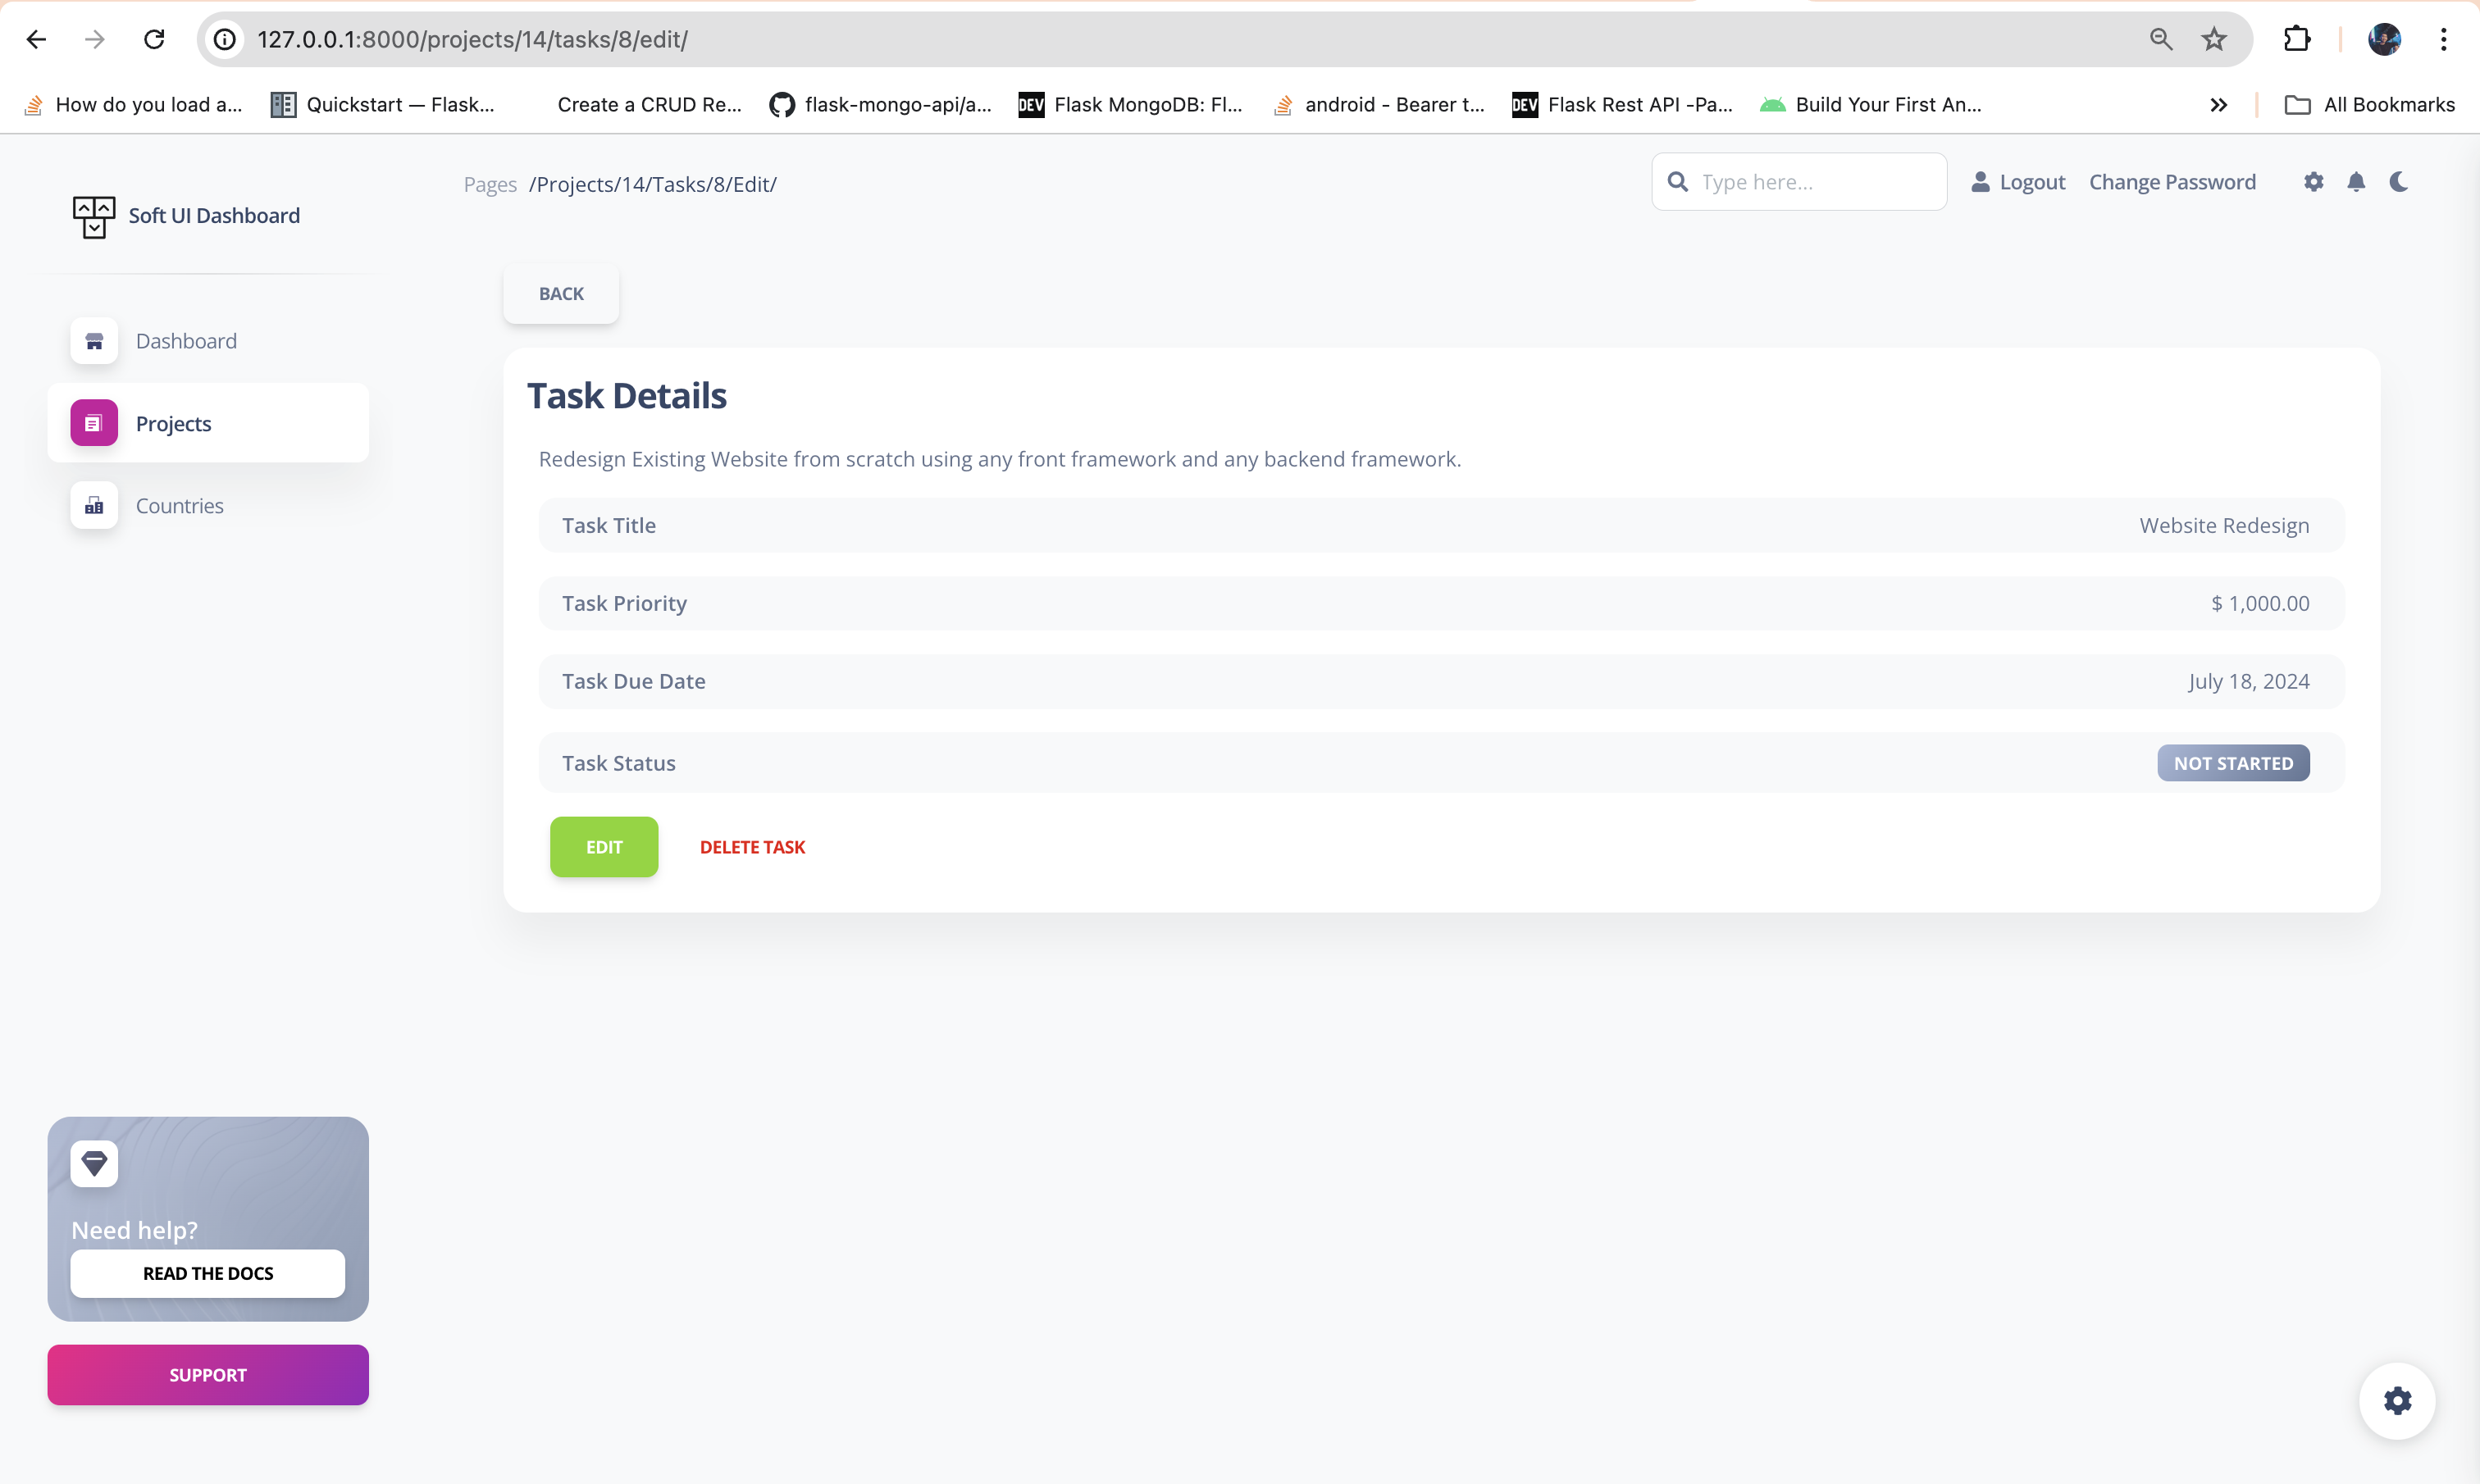 127.0.0.1:8000/projects/14/tasks/8/edit/
How do you load a...
Quickstart — Flask...
Create a CRUD Re...
flask-mongo-api/a...
DEV Flask MongoDB: Fl...
android - Bearer t...
DEV Flask Rest API -Pa...
Build Your First An...
All Bookmarks
Soft UI Dashboard
Pages /Projects/14/Tasks/8/Edit/
Type here...
Logout
Change Password
Dashboard
Projects
Countries
BACK
Task Details
Redesign Existing Website from scratch using any front framework and any backend framework.
Task Title Website Redesign
Task Priority $ 1,000.00
Task Due Date July 18, 2024
Task Status NOT STARTED
EDIT DELETE TASK
Need help?
READ THE DOCS
SUPPORT